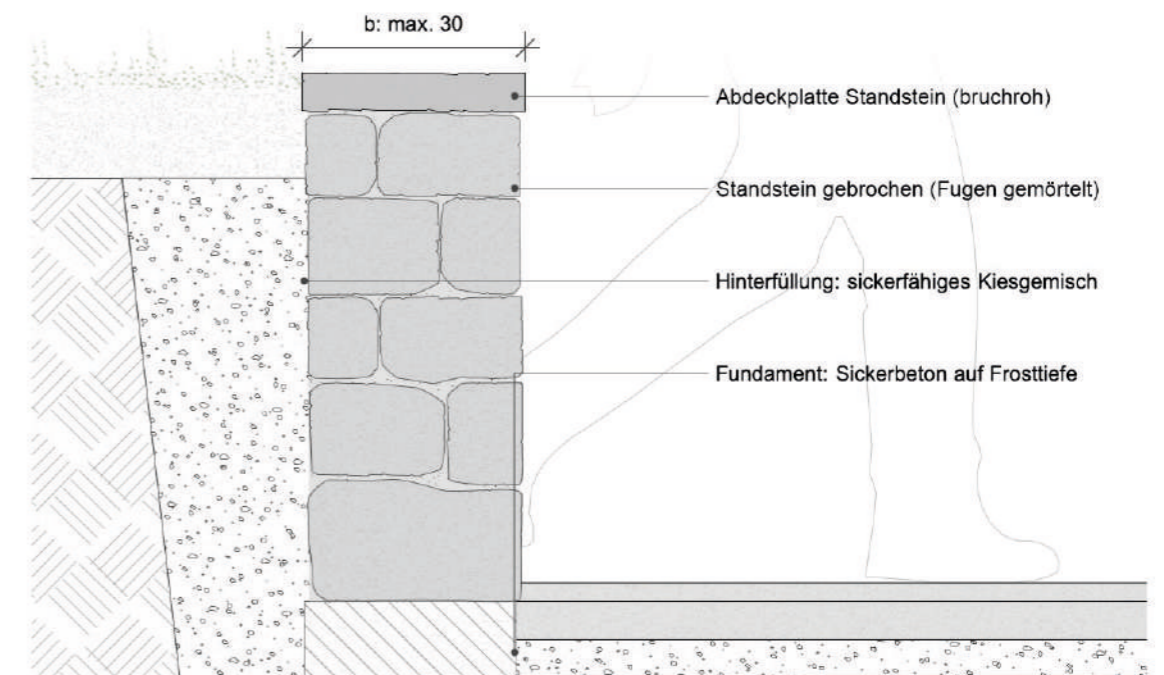 b: max. 30
Abdeckplatte Standstein (bruchroh)
Standstein gebrochen (Fugen gemörtelt)
Hinterfüllung: sickerfähiges Kiesgemisch
Fundament: Sickerbeton auf Frosttiefe